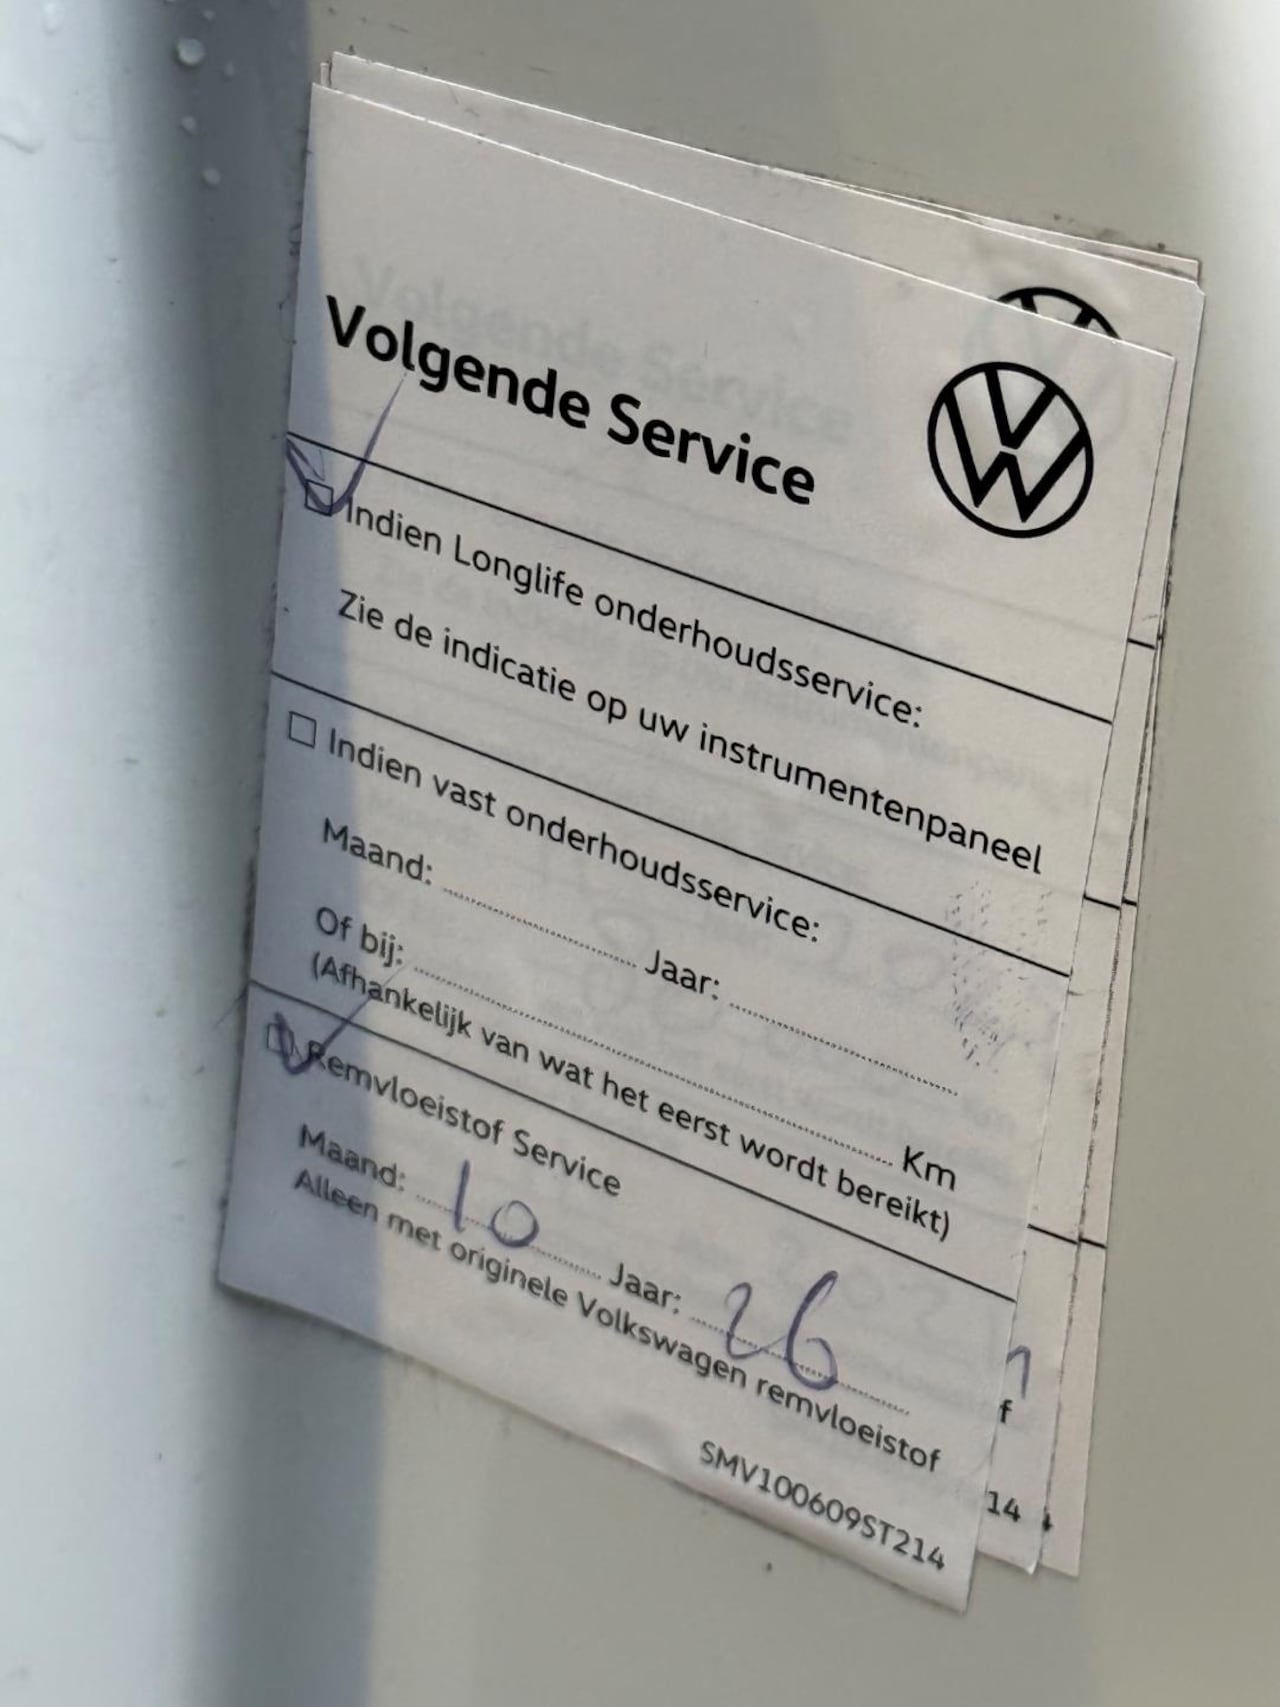 Volgende Service
Indien Longlife onderhoudsservice:
Zie de indicatie op uw instrumentenpaneel
Indien vast onderhoudsservice:
Maand: Jaar:
Of bij: Km
(Afhankelijk van wat het eerst wordt bereikt)
Remvloeistof Service
Maand: 10 Jaar: 26
Alleen met originele Volkswagen remvloeistof
SMV100609ST214
f
14